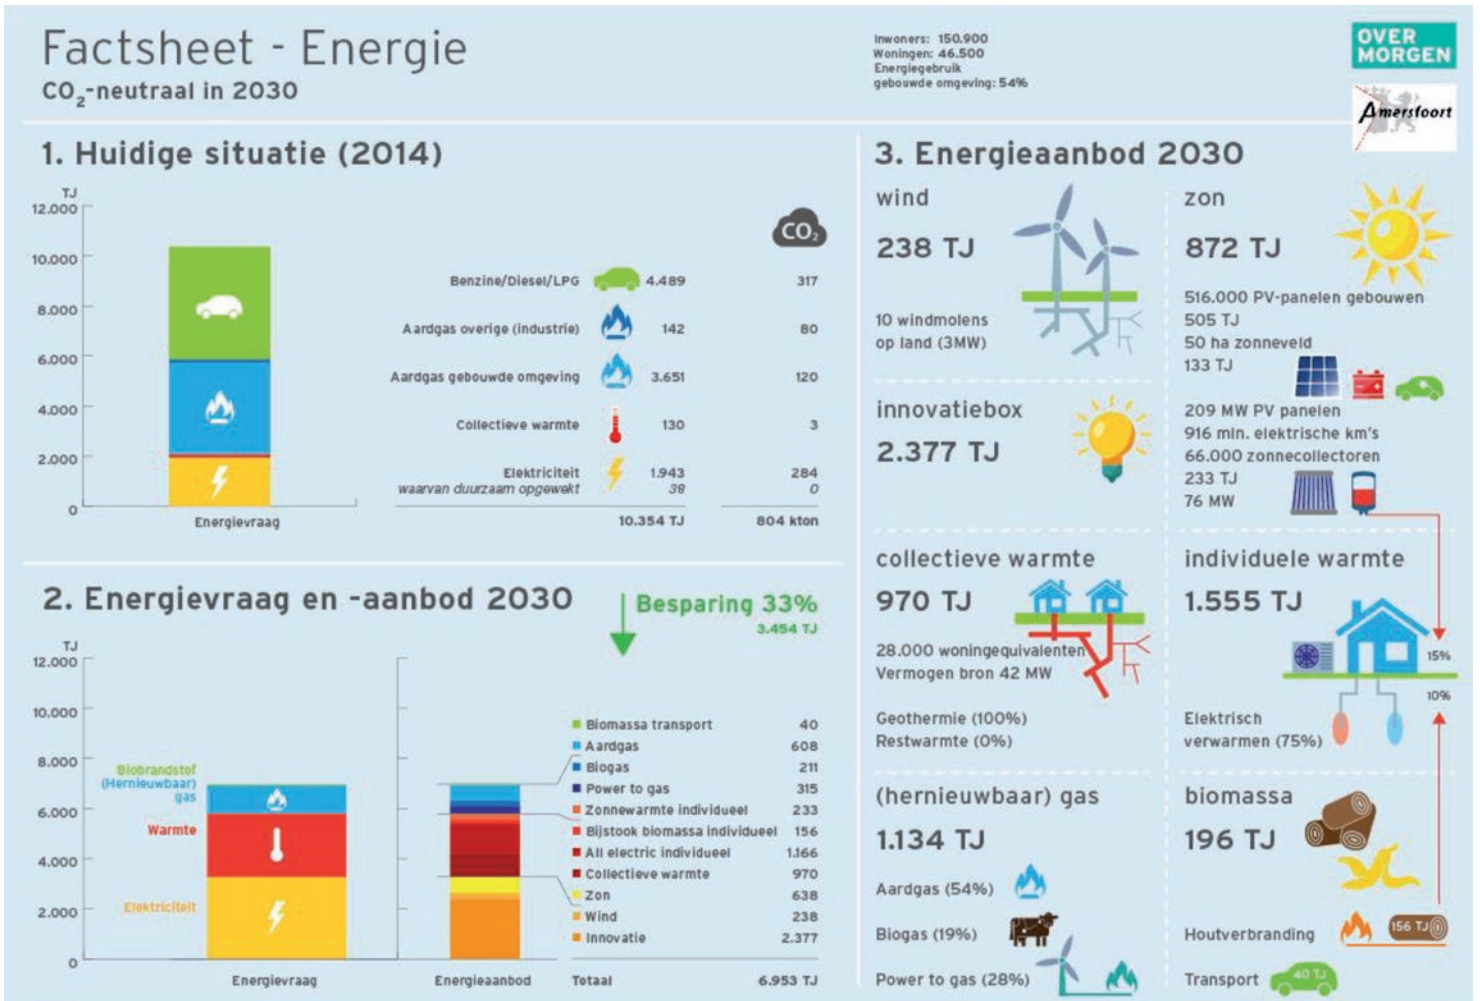 Factsheet - Energie
CO₂-neutraal in 2030
Inwoners: 150.900
Woningen: 46.500
Energiegebruik
gebouwde omgeving: 54%
OVER
MORGEN
Amersfoort
1. Huidige situatie (2014)
TJ
12.000
10.000
8.000
6.000
4.000
2.000
0
Energievraag
CO₂
Benzine/Diesel/LPG 4.489 317
Aardgas overige (industrie) 142 80
Aardgas gebouwde omgeving 3.651 120
Collectieve warmte 130 3
Elektriciteit 1.943 284
waarvan duurzaam opgewekt 38 0
10.354 TJ 804 kton
2. Energievraag en -aanbod 2030
Besparing 33%
3.454 TJ
TJ
12.000
10.000
8.000
6.000
4.000
2.000
0
Biobrandstof
(Hernieuwbaar)
gas
Warmte
Elektriciteit
Energievraag
Energieaanbod
Biomassa transport 40
Aardgas 608
Biogas 211
Power to gas 315
Zonnewarmte individueel 233
Bijstook biomassa individueel 156
All electric individueel 1.166
Collectieve warmte 970
Zon 638
Wind 238
Innovatie 2.377
Totaal 6.953 TJ
3. Energieaanbod 2030
wind
238 TJ
10 windmolens
op land (3MW)
zon
872 TJ
516.000 PV-panelen gebouwen
505 TJ
50 ha zonneveld
133 TJ
209 MW PV panelen
916 mln. elektrische km's
66.000 zonnecollectoren
233 TJ
76 MW
innovatiebox
2.377 TJ
collectieve warmte
970 TJ
28.000 woningequivalenten
Vermogen bron 42 MW
Geothermie (100%)
Restwarmte (0%)
individuele warmte
1.555 TJ
15%
10%
Elektrisch
verwarmen (75%)
(hernieuwbaar) gas
1.134 TJ
Aardgas (54%)
Biogas (19%)
Power to gas (28%)
biomassa
196 TJ
Houtverbranding
156 TJ
Transport
40 TJ